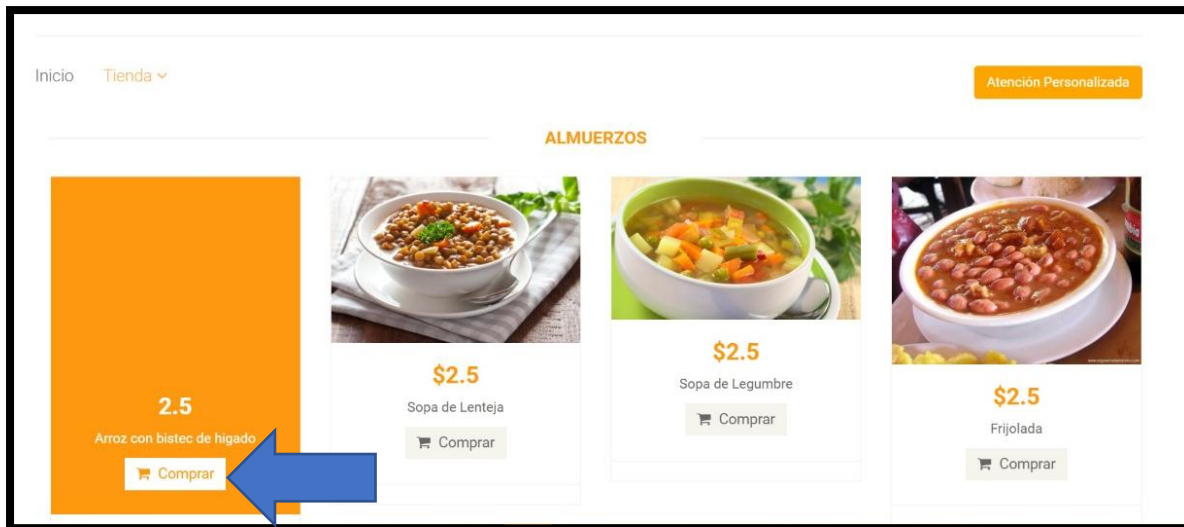 Inicio
Tienda
Atención Personalizada
ALMUERZOS
2.5
Arroz con bistec de higado
Comprar
$2.5
Sopa de Lenteja
Comprar
$2.5
Sopa de Legumbre
Comprar
$2.5
Frijolada
Comprar